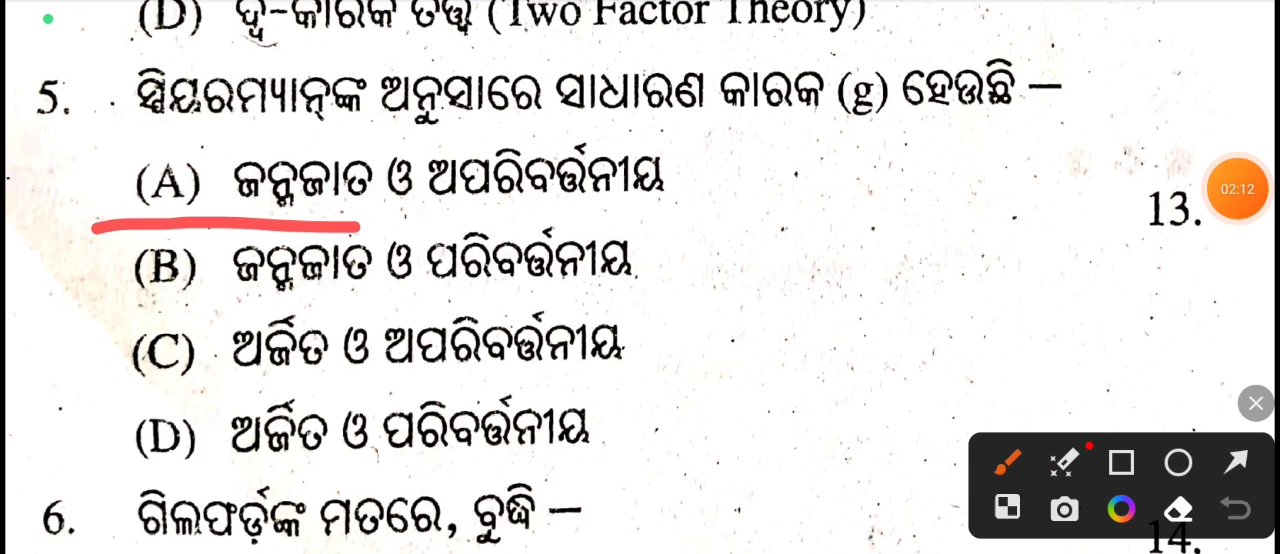 (D) ଦ୍ୱି-କାରକ ତତ୍ତ୍ୱ (Two Factor Theory)
5. ସ୍ପିୟରମ୍ୟାନ୍‌ଙ୍କ ଅନୁସାରେ ସାଧାରଣ କାରକ (g) ହେଉଛି —
(A) ଜନ୍ମଜାତ ଓ ଅପରିବର୍ତ୍ତନୀୟ
13.
02:12
(B) ଜନ୍ମଜାତ ଓ ପରିବର୍ତ୍ତନୀୟ
(C) ଅର୍ଜିତ ଓ ଅପରିବର୍ତ୍ତନୀୟ
(D) ଅର୍ଜିତ ଓ ପରିବର୍ତ୍ତନୀୟ
6. ଗିଲଫର୍ଡ଼ଙ୍କ ମତରେ, ବୁଦ୍ଧି —
14.